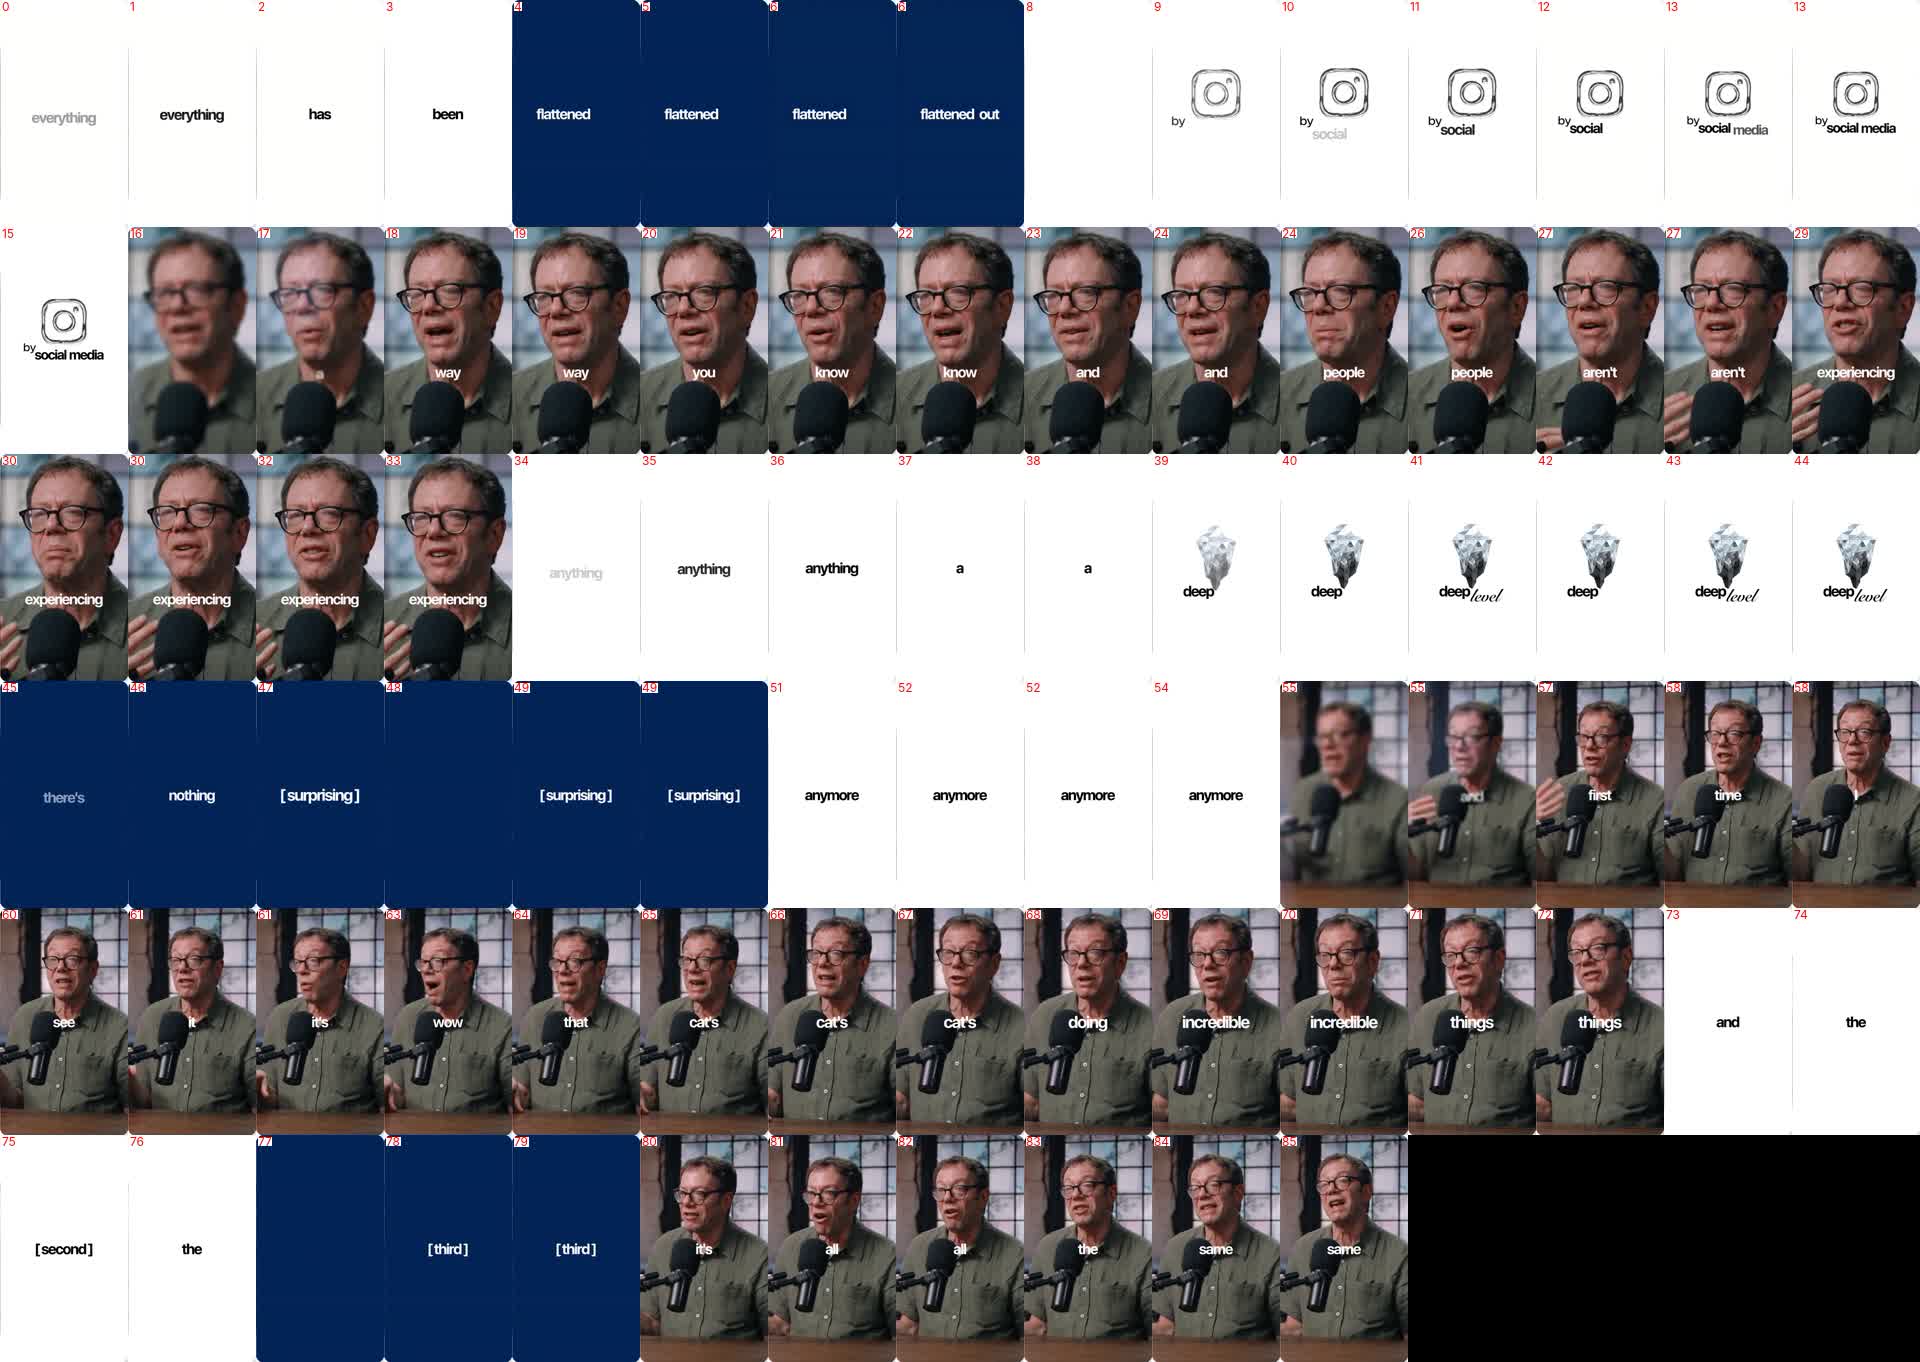 0 1 2 3 4 5 6 6 8 9 10 11 12 13 13
everything everything has been flattened flattened flattened flattened out by by social by social by social by social media by social media
15 16 17 18 19 20 21 22 23 24 24 26 27 27 29
by social media a way way you know know and and people people aren't aren't experiencing
30 30 32 33 34 35 36 37 38 39 40 41 42 43 44
experiencing experiencing experiencing experiencing anything anything anything a a deep deep deep level deep deep level deep level
45 46 47 48 49 49 51 52 52 54 55 55 57 58 58
there's nothing [surprising] [surprising] [surprising] anymore anymore anymore anymore and first time
60 61 61 63 64 65 66 67 68 69 70 71 72 73 74
see it it's wow that cat's cat's cat's doing incredible incredible things things and the
75 76 77 78 79 80 81 82 83 84 85
[second] the [third] [third] it's all all the same same